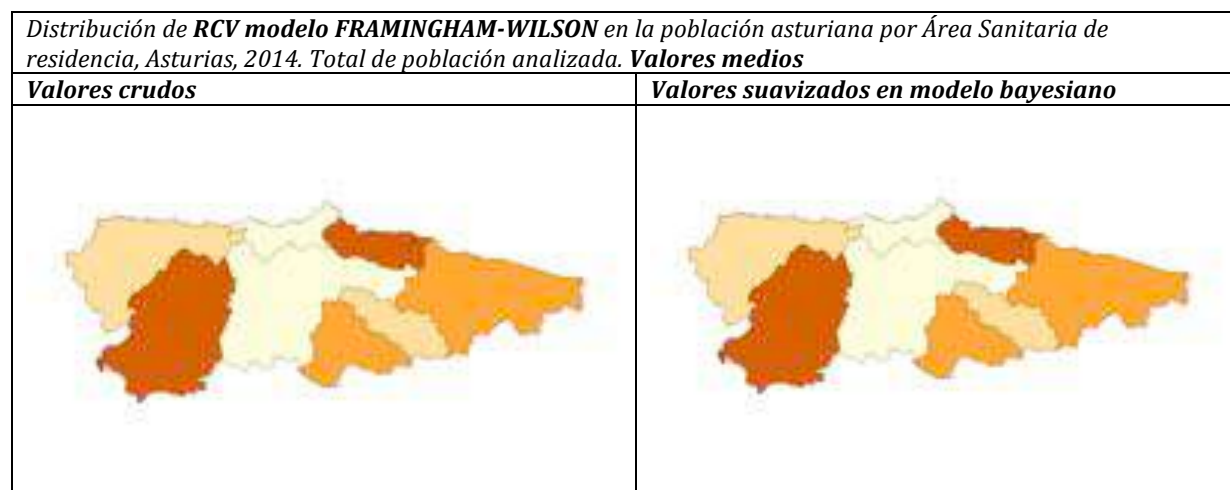 Distribución de RCV modelo FRAMINGHAM-WILSON en la población asturiana por Área Sanitaria de
residencia, Asturias, 2014. Total de población analizada. Valores medios
Valores crudos
Valores suavizados en modelo bayesiano